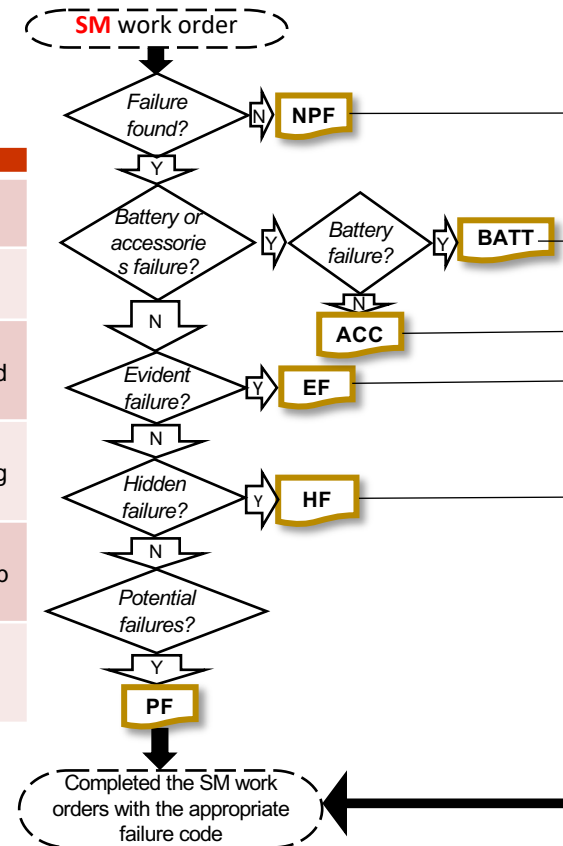 SM work order
Failure
found?
N
NPF
Y
Battery or
accessorie
s failure?
Y
Battery
failure?
Y
BATT
N
ACC
N
Evident
failure?
Y
EF
N
Hidden
failure?
Y
HF
N
Potential
failures?
Y
PF
Completed the SM work
orders with the appropriate
failure code